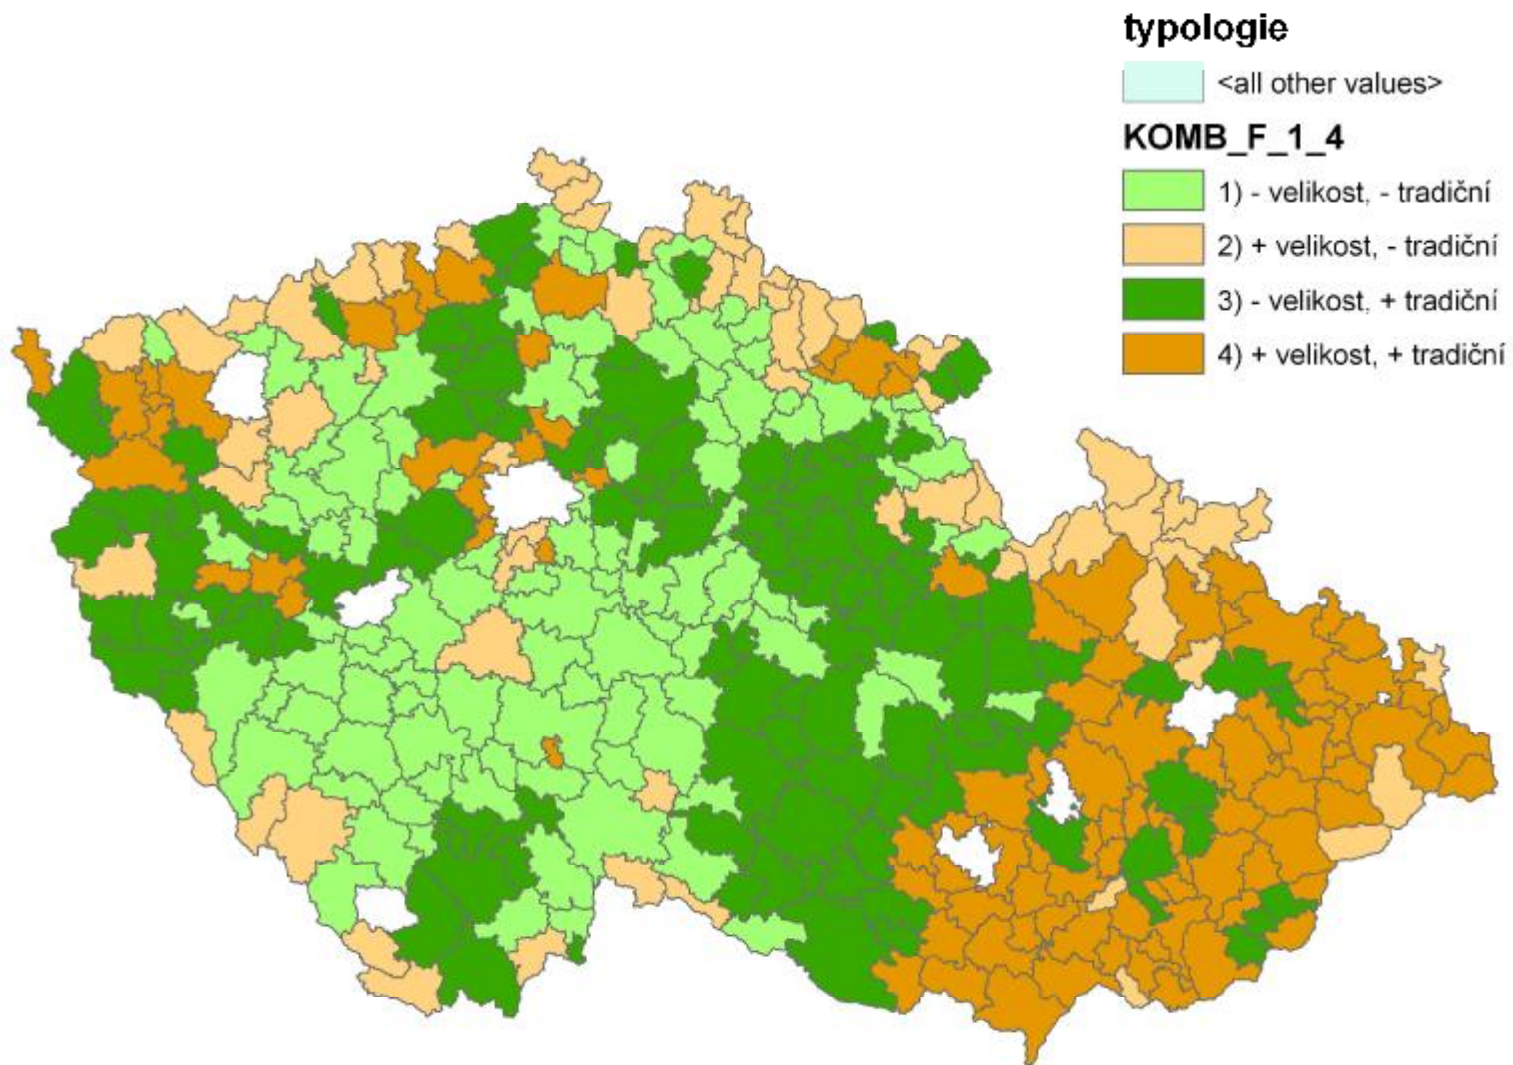 typologie
<all other values>
KOMB_F_1_4
1) - velikost, - tradiční
2) + velikost, - tradiční
3) - velikost, + tradiční
4) + velikost, + tradiční